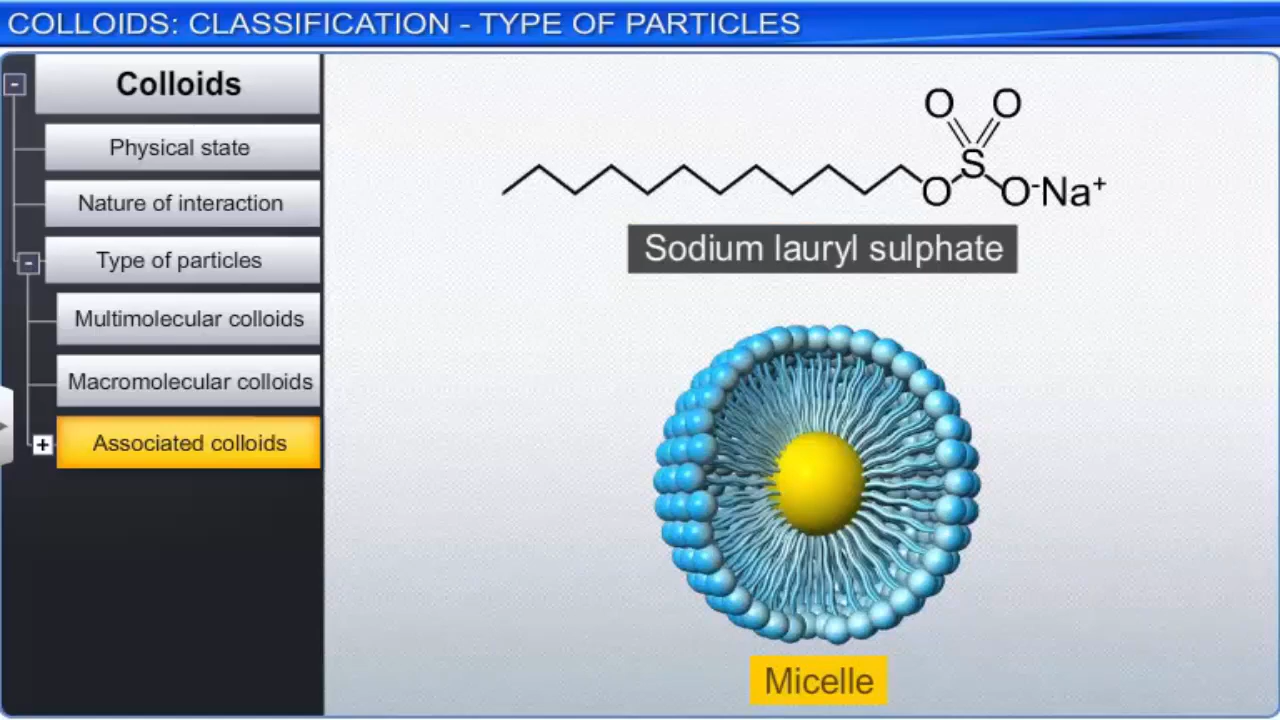 COLLOIDS: CLASSIFICATION - TYPE OF PARTICLES
Colloids
Physical state
Nature of interaction
Type of particles
Multimolecular colloids
Macromolecular colloids
Associated colloids
O O
S
O O-Na+
Sodium lauryl sulphate
Micelle